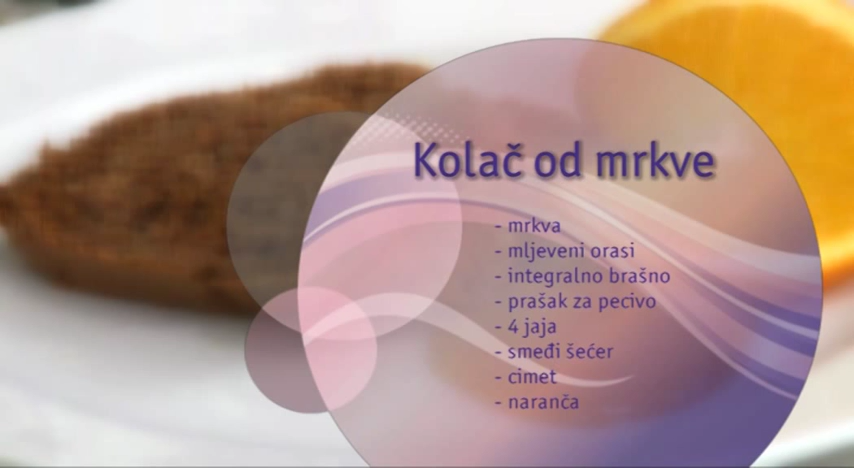 Kolač od mrkve
- mrkva
- mljeveni orasi
- integralno brašno
- prašak za pecivo
- 4 jaja
- smeđi šećer
- cimet
- naranča